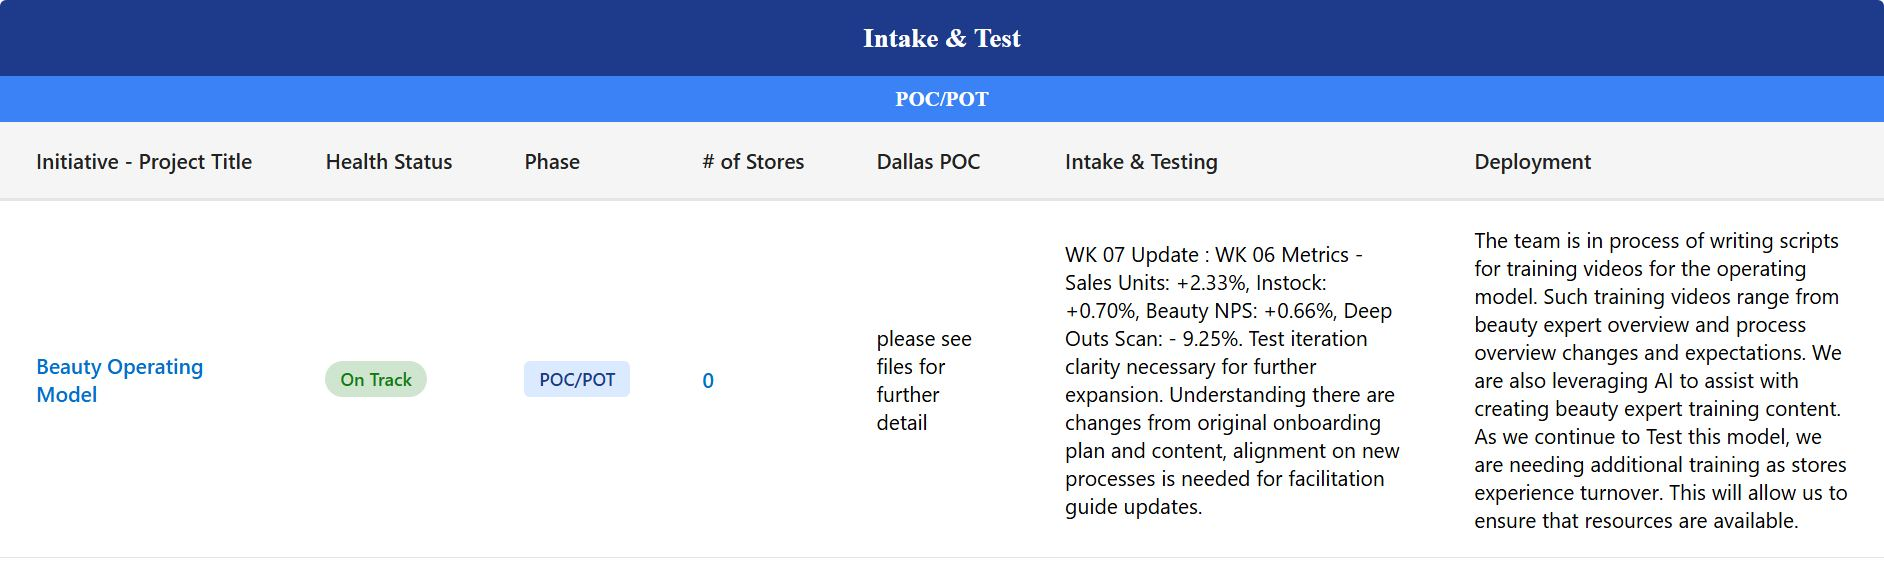 Intake & Test
POC/POT
Initiative - Project Title
Health Status
Phase
# of Stores
Dallas POC
Intake & Testing
Deployment
Beauty Operating
Model
On Track
POC/POT
0
please see
files for
further
detail
WK 07 Update : WK 06 Metrics -
Sales Units: +2.33%, Instock:
+0.70%, Beauty NPS: +0.66%, Deep
Outs Scan: - 9.25%. Test iteration
clarity necessary for further
expansion. Understanding there are
changes from original onboarding
plan and content, alignment on new
processes is needed for facilitation
guide updates.
The team is in process of writing scripts
for training videos for the operating
model. Such training videos range from
beauty expert overview and process
overview changes and expectations. We
are also leveraging AI to assist with
creating beauty expert training content.
As we continue to Test this model, we
are needing additional training as stores
experience turnover. This will allow us to
ensure that resources are available.